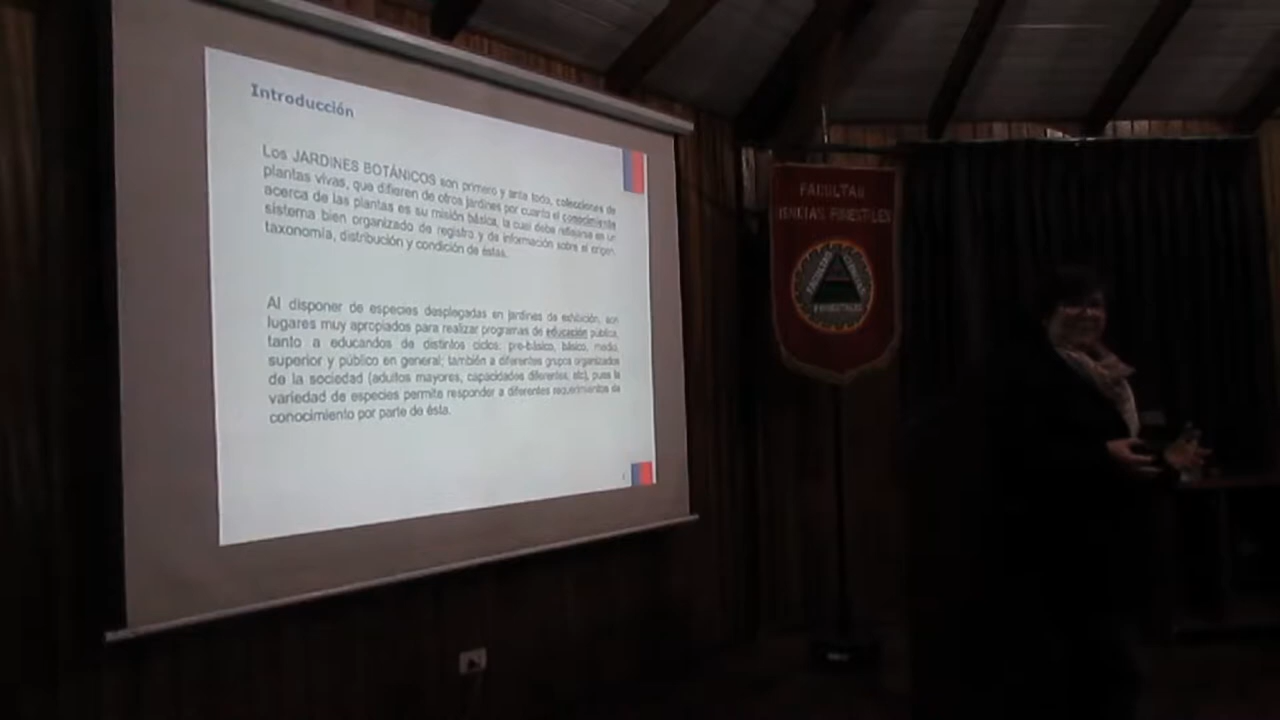 Introducción
Los JARDINES BOTÁNICOS son primero y ante todo, colecciones de
plantas vivas, que difieren de otros jardines por cuanto el conocimiento
acerca de las plantas es su misión básica, la cual debe reflejarse en un
sistema bien organizado de registro y de información sobre el origen,
taxonomía, distribución y condición de éstas.
Al disponer de especies desplegadas en jardines de exhibición, son
lugares muy apropiados para realizar programas de educación pública,
tanto a educandos de distintos ciclos: pre-básico, básico, medio,
superior y público en general; también a diferentes grupos organizados
de la sociedad (adultos mayores, capacidades diferentes, etc), pues la
variedad de especies permite responder a diferentes requerimientos de
conocimiento por parte de ésta.
FACULTAD
FORESTALES